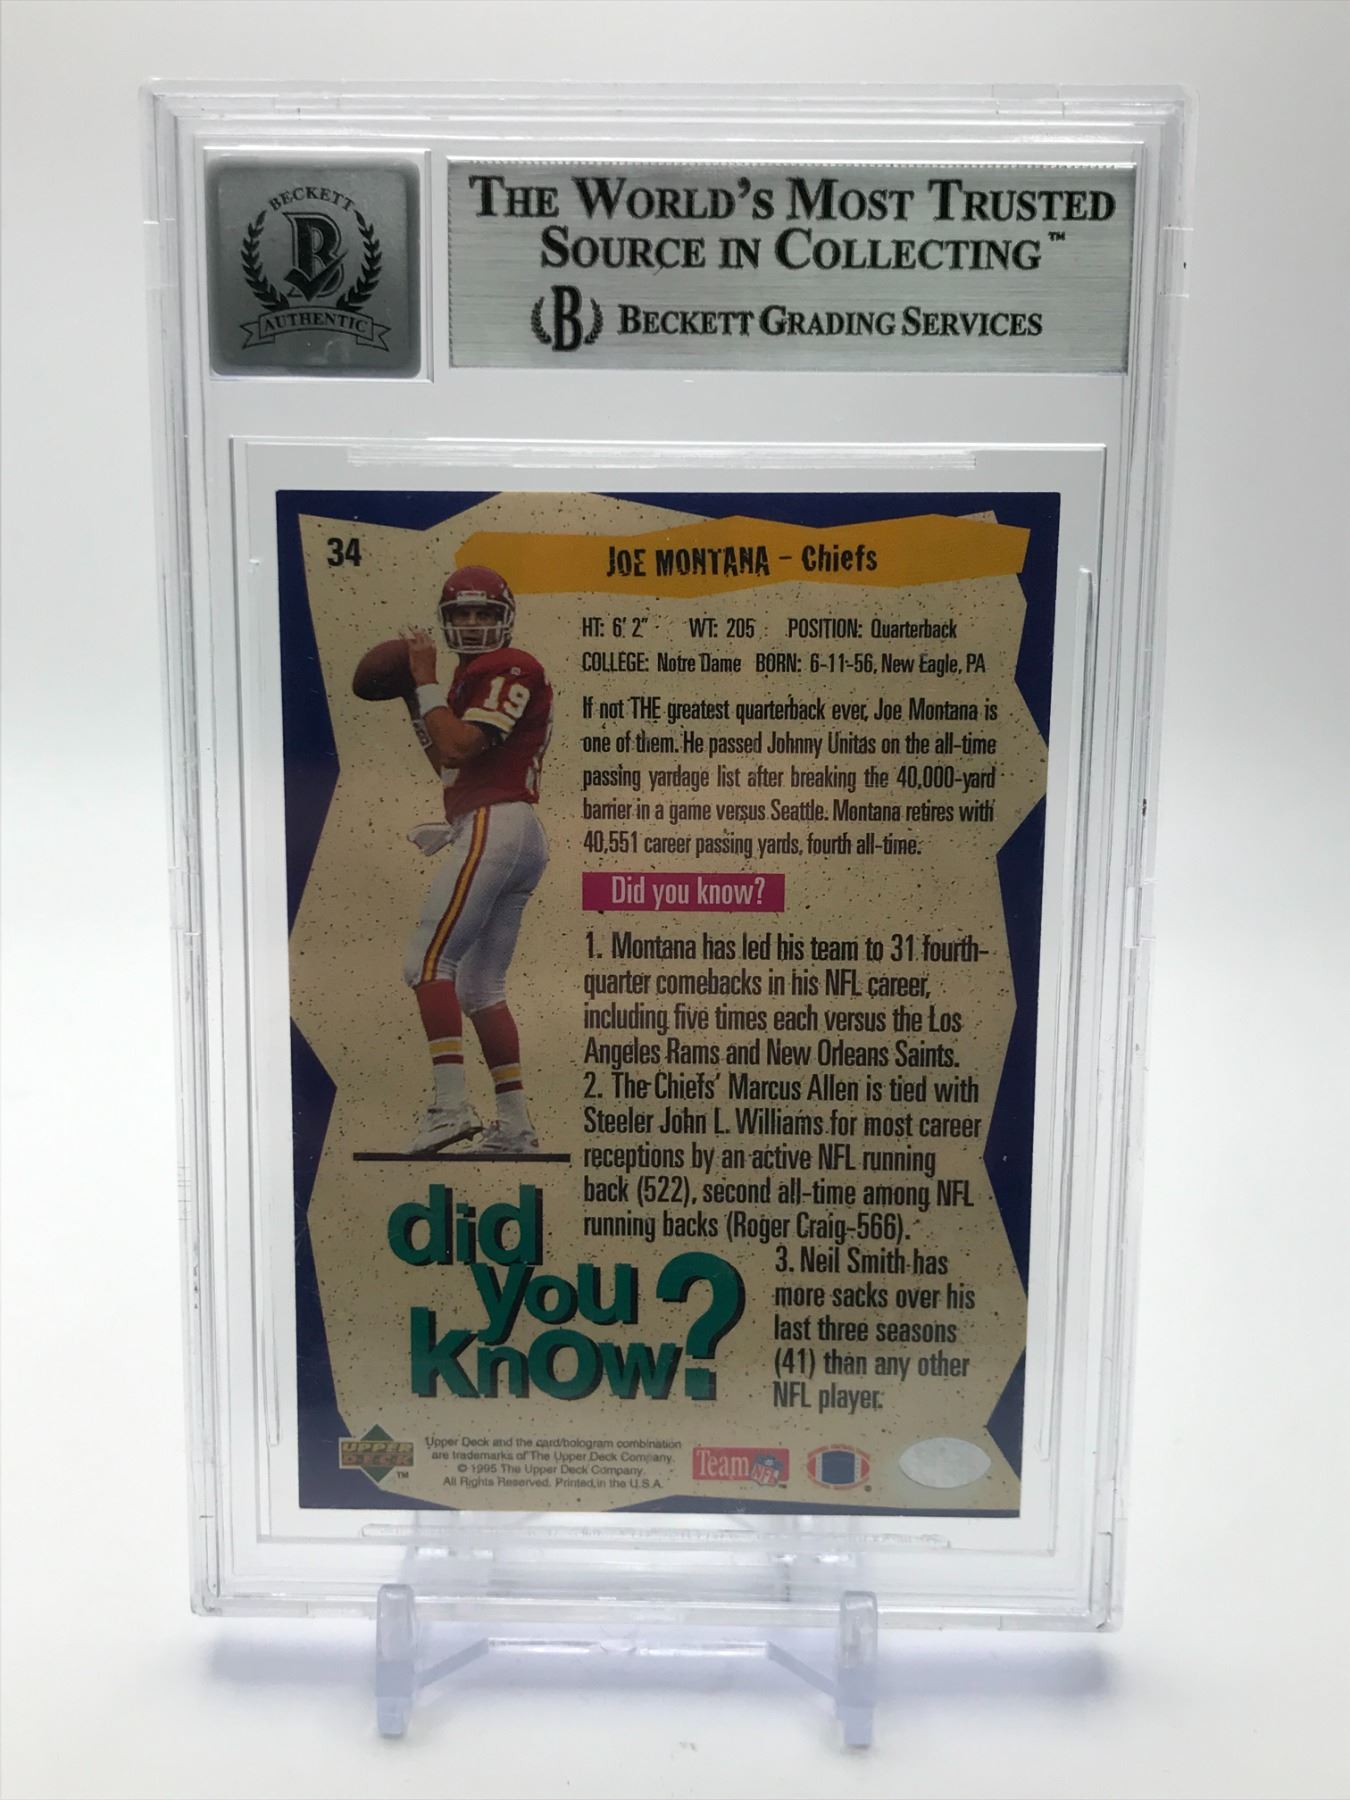 BECKETT
B
AUTHENTIC
THE WORLD'S MOST TRUSTED
SOURCE IN COLLECTING™
B BECKETT GRADING SERVICES
34
JOE MONTANA - Chiefs
HT: 6' 2" WT: 205 POSITION: Quarterback
COLLEGE: Notre Dame BORN: 6-11-56, New Eagle, PA
If not THE greatest quarterback ever, Joe Montana is
one of them. He passed Johnny Unitas on the all-time
passing yardage list after breaking the 40,000-yard
barrier in a game versus Seattle. Montana retires with
40,551 career passing yards, fourth all-time.
Did you know?
1. Montana has led his team to 31 fourth-
quarter comebacks in his NFL career,
including five times each versus the Los
Angeles Rams and New Orleans Saints.
2. The Chiefs' Marcus Allen is tied with
Steeler John L. Williams for most career
receptions by an active NFL running
back (522), second all-time among NFL
running backs (Roger Craig-566).
3. Neil Smith has
more sacks over his
last three seasons
(41) than any other
NFL player.
19
did
you
know?
UPPER
DECK
™
Upper Deck and the card/hologram combination
are trademarks of The Upper Deck Company.
© 1995 The Upper Deck Company.
All Rights Reserved. Printed in the U.S.A.
Team NFL™